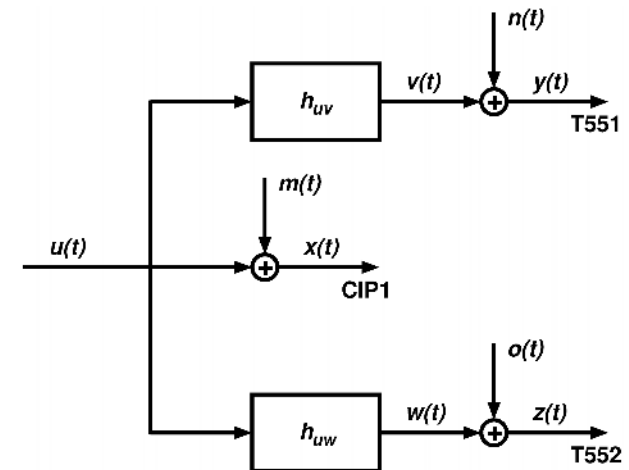 n(t)
h_uv
v(t)
y(t)
T551
m(t)
u(t)
x(t)
CIP1
o(t)
h_uw
w(t)
z(t)
T552